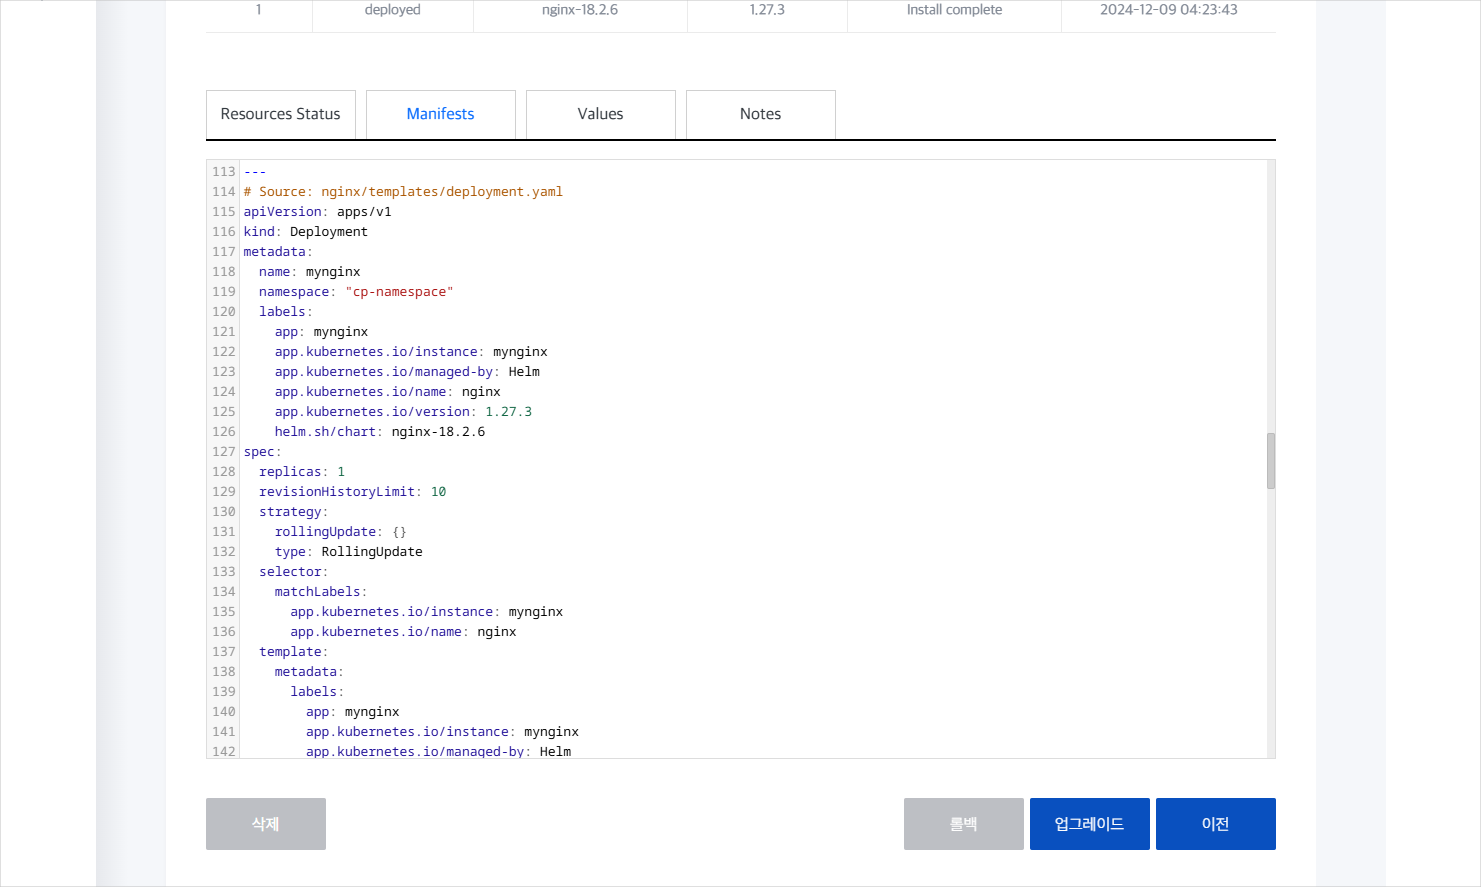 1 deployed nginx-18.2.6 1.27.3 Install complete 2024-12-09 04:23:43
Resources Status Manifests Values Notes
113 ---
114 # Source: nginx/templates/deployment.yaml
115 apiVersion: apps/v1
116 kind: Deployment
117 metadata:
118   name: mynginx
119   namespace: "cp-namespace"
120   labels:
121     app: mynginx
122     app.kubernetes.io/instance: mynginx
123     app.kubernetes.io/managed-by: Helm
124     app.kubernetes.io/name: nginx
125     app.kubernetes.io/version: 1.27.3
126     helm.sh/chart: nginx-18.2.6
127 spec:
128   replicas: 1
129   revisionHistoryLimit: 10
130   strategy:
131     rollingUpdate: {}
132     type: RollingUpdate
133   selector:
134     matchLabels:
135       app.kubernetes.io/instance: mynginx
136       app.kubernetes.io/name: nginx
137   template:
138     metadata:
139       labels:
140         app: mynginx
141         app.kubernetes.io/instance: mynginx
142         app.kubernetes.io/managed-by: Helm
삭제 롤백 업그레이드 이전